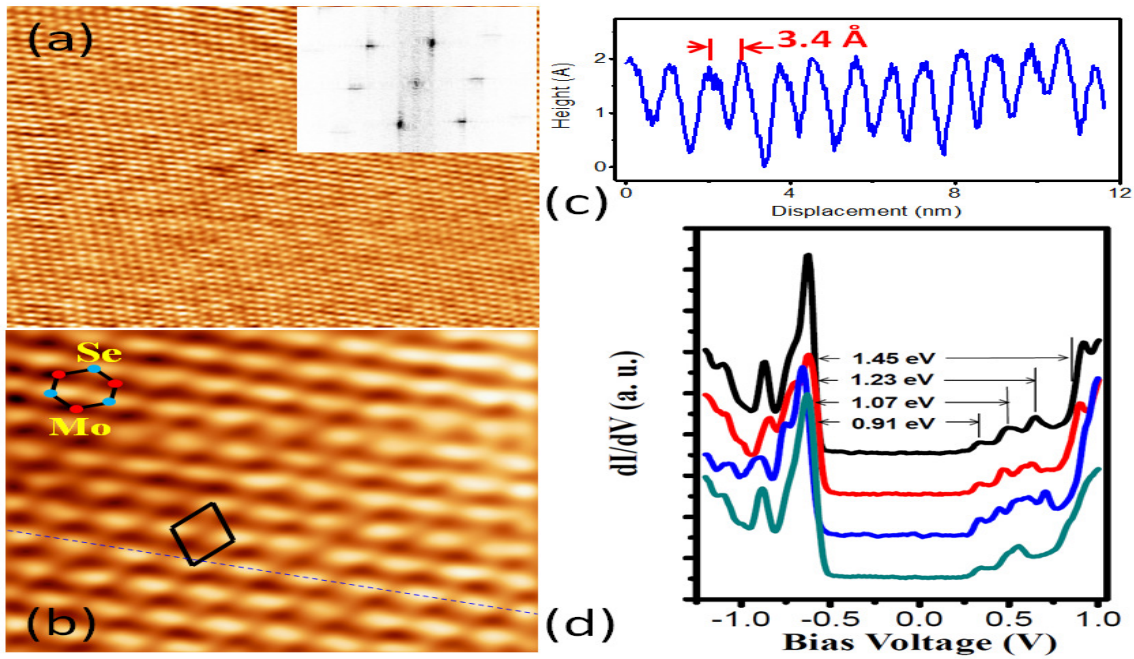 (a)
Se
Mo
(b)
3.4 Å
Height (A)
2
1
0
0
4
8
12
Displacement (nm)
(c)
dI/dV (a. u.)
1.45 eV
1.23 eV
1.07 eV
0.91 eV
-1.0
-0.5
0.0
0.5
1.0
Bias Voltage (V)
(d)